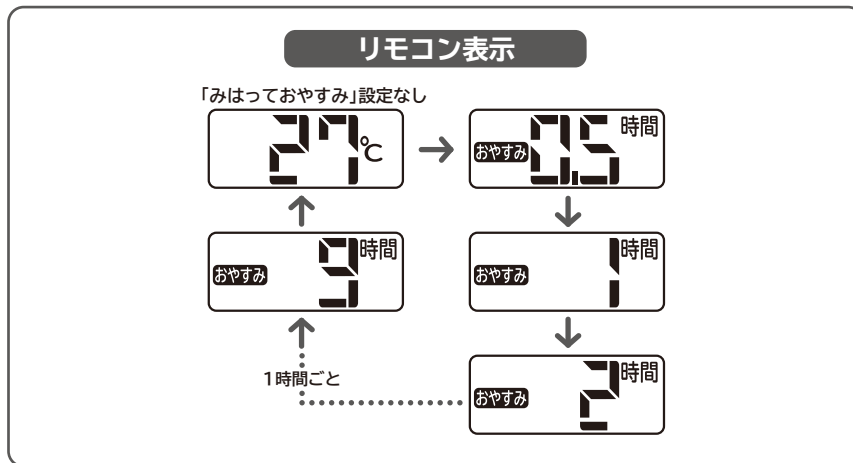 リモコン表示
「みはっておやすみ」設定なし
27℃
おやすみ 0.5 時間
おやすみ 9 時間
おやすみ 1 時間
1時間ごと
おやすみ 2 時間